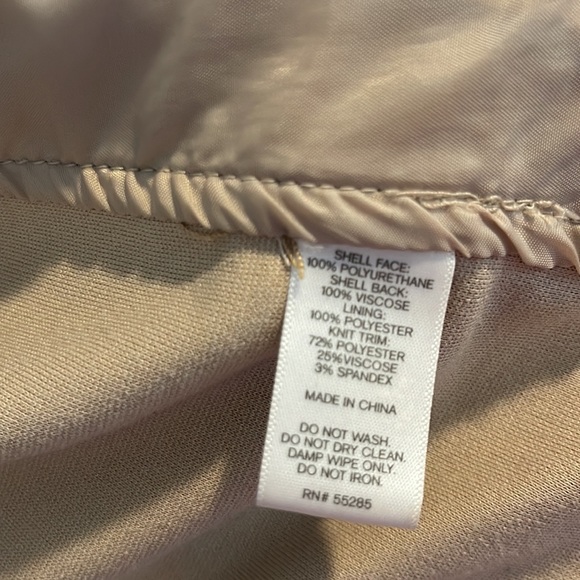 SHELL FACE:
100% POLYURETHANE
SHELL BACK:
100% VISCOSE
LINING:
100% POLYESTER
KNIT TRIM:
72% POLYESTER
25%VISCOSE
3% SPANDEX
MADE IN CHINA
DO NOT WASH.
DO NOT DRY CLEAN.
DAMP WIPE ONLY.
DO NOT IRON.
RN# 55285